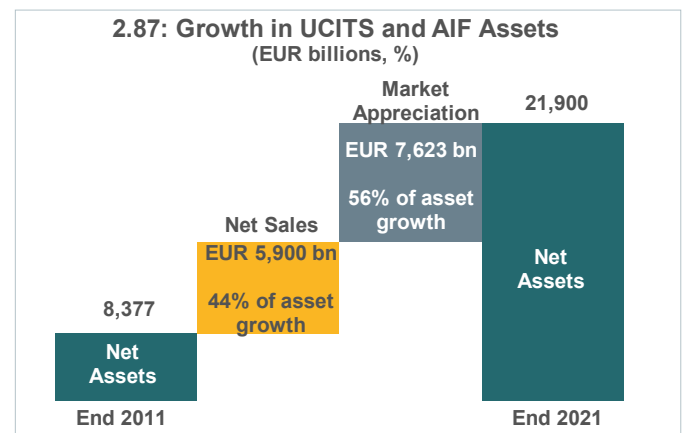 2.87: Growth in UCITS and AIF Assets
(EUR billions, %)
Market
Appreciation
21,900
EUR 7,623 bn
56% of asset
growth
Net Sales
EUR 5,900 bn
44% of asset
growth
Net
Assets
8,377
Net
Assets
End 2011
End 2021